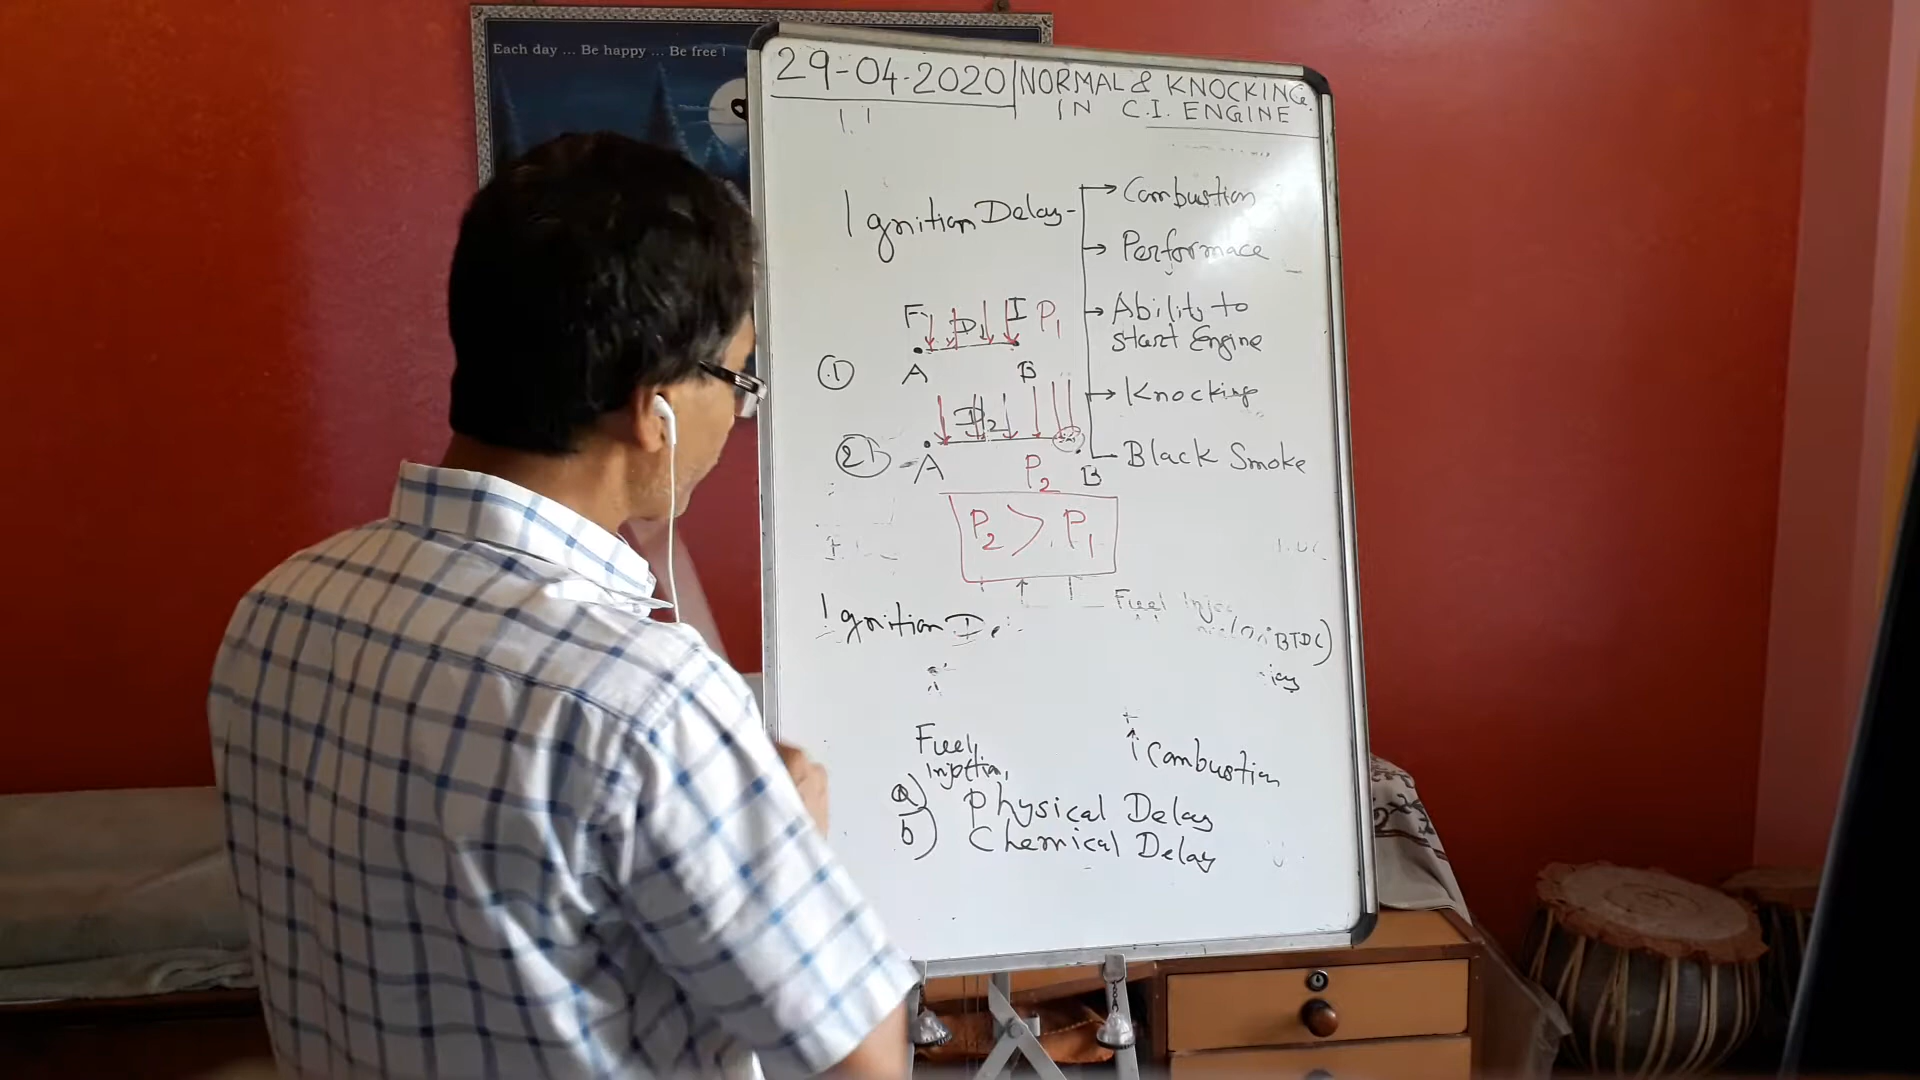 Each day ... Be happy ... Be free !
29-04-2020
NORMAL & KNOCKING
IN C.I. ENGINE
Ignition Delay
Combustion
Performace
Ability to
start Engine
Knocking
Black Smoke
F I P1
1 A B
2 A P2 B
P2 > P1
Fuel
Ignition
BTDC)
Fuel
i Combustion
a) Physical Delay
b) Chemical Delay